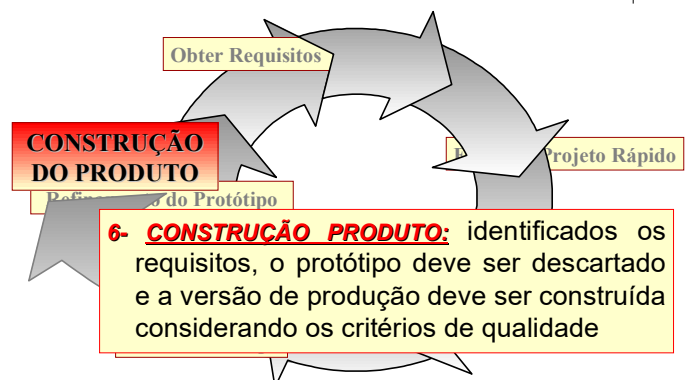 Obter Requisitos
CONSTRUÇÃO
DO PRODUTO
Projeto Rápido
do Protótipo
6- CONSTRUÇÃO PRODUTO: identificados os
requisitos, o protótipo deve ser descartado
e a versão de produção deve ser construída
considerando os critérios de qualidade